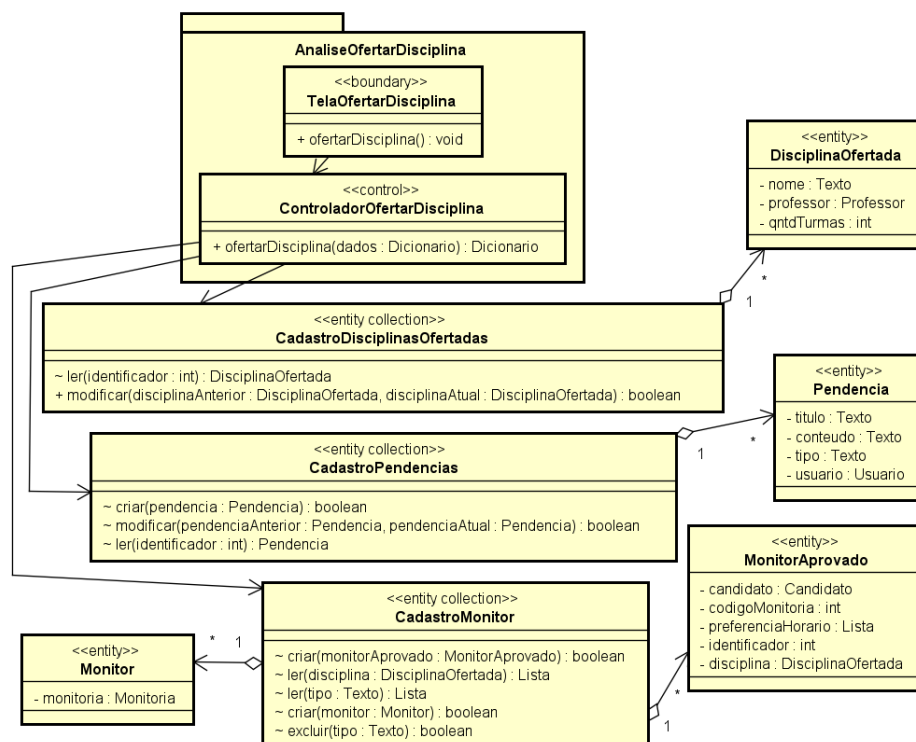 AnaliseOfertarDisciplina
<<boundary>>
TelaOfertarDisciplina
+ ofertarDisciplina() : void
<<control>>
ControladorOfertarDisciplina
+ ofertarDisciplina(dados : Dicionario) : Dicionario
<<entity>>
DisciplinaOfertada
- nome : Texto
- professor : Professor
- qntdTurmas : int
*
1
<<entity collection>>
CadastroDisciplinasOfertadas
~ ler(identificador : int) : DisciplinaOfertada
+ modificar(disciplinaAnterior : DisciplinaOfertada, disciplinaAtual : DisciplinaOfertada) : boolean
<<entity>>
Pendencia
- titulo : Texto
- conteudo : Texto
- tipo : Texto
- usuario : Usuario
1
*
<<entity collection>>
CadastroPendencias
~ criar(pendencia : Pendencia) : boolean
~ modificar(pendenciaAnterior : Pendencia, pendenciaAtual : Pendencia) : boolean
~ ler(identificador : int) : Pendencia
<<entity>>
MonitorAprovado
- candidato : Candidato
- codigoMonitoria : int
- preferenciaHorario : Lista
- identificador : int
- disciplina : DisciplinaOfertada
<<entity collection>>
CadastroMonitor
~ criar(monitorAprovado : MonitorAprovado) : boolean
~ ler(disciplina : DisciplinaOfertada) : Lista
~ ler(tipo : Texto) : Lista
~ criar(monitor : Monitor) : boolean
~ excluir(tipo : Texto) : boolean
*
1
<<entity>>
Monitor
- monitoria : Monitoria
*
1